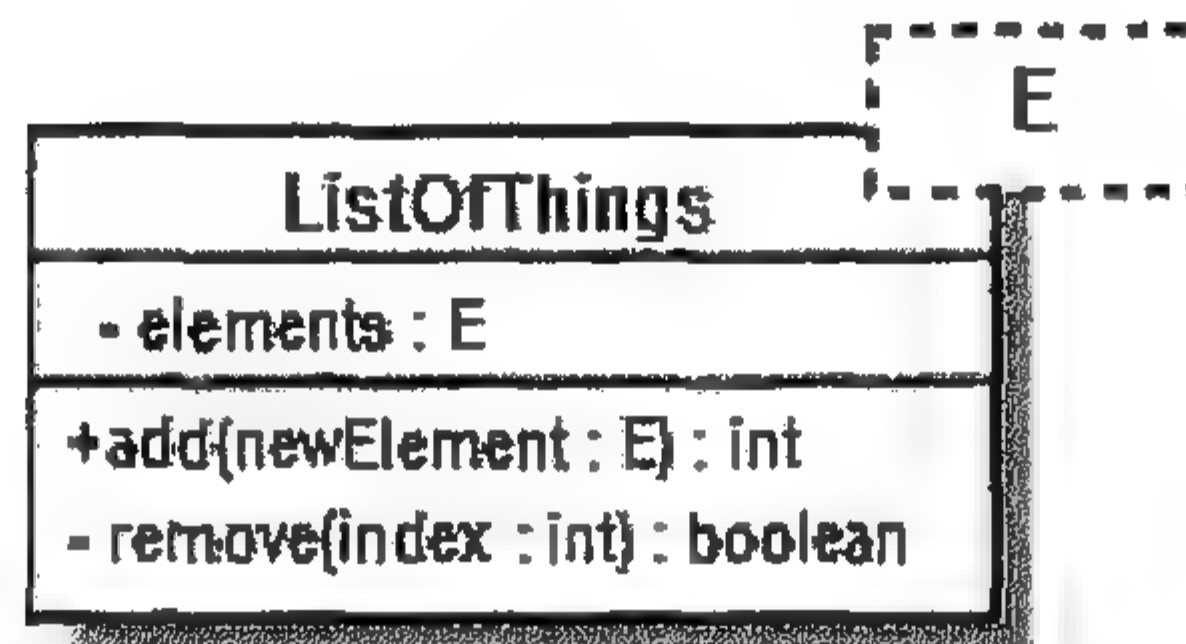 E
ListOfThings
- elements : E
+add(newElement : E) : int
- remove(index : int) : boolean